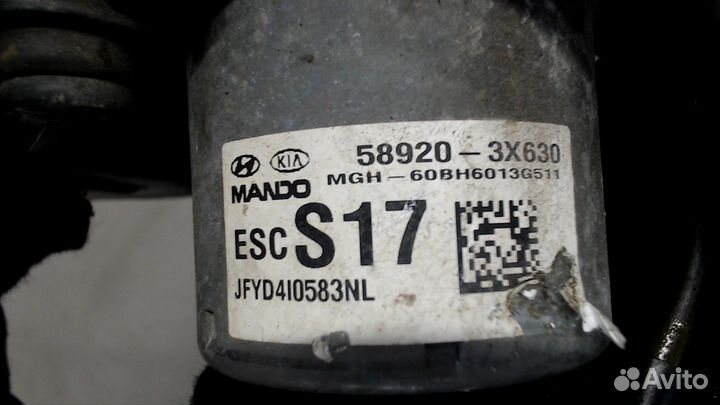 KIA 58920-3X630
MANDO MGH-60BH6013G511
ESC S17
JFYD4I0583NL
Avito